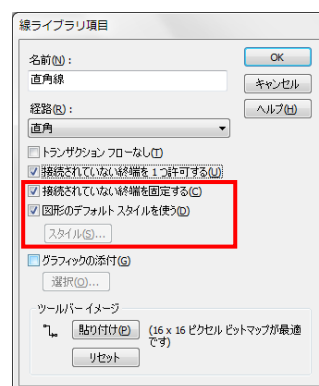 線ライブラリ項目
名前(N):
直角線
OK
キャンセル
ヘルプ(H)
経路(R):
直角
トランザクション フローなし(T)
接続されていない終端を 1 つ許可する(U)
接続されていない終端を固定する(C)
図形のデフォルト スタイルを使う(D)
スタイル(S)...
グラフィックの添付(G)
選択(O)...
ツールバー イメージ
貼り付け(P)
(16 x 16 ピクセル ビットマップが最適
です)
リセット